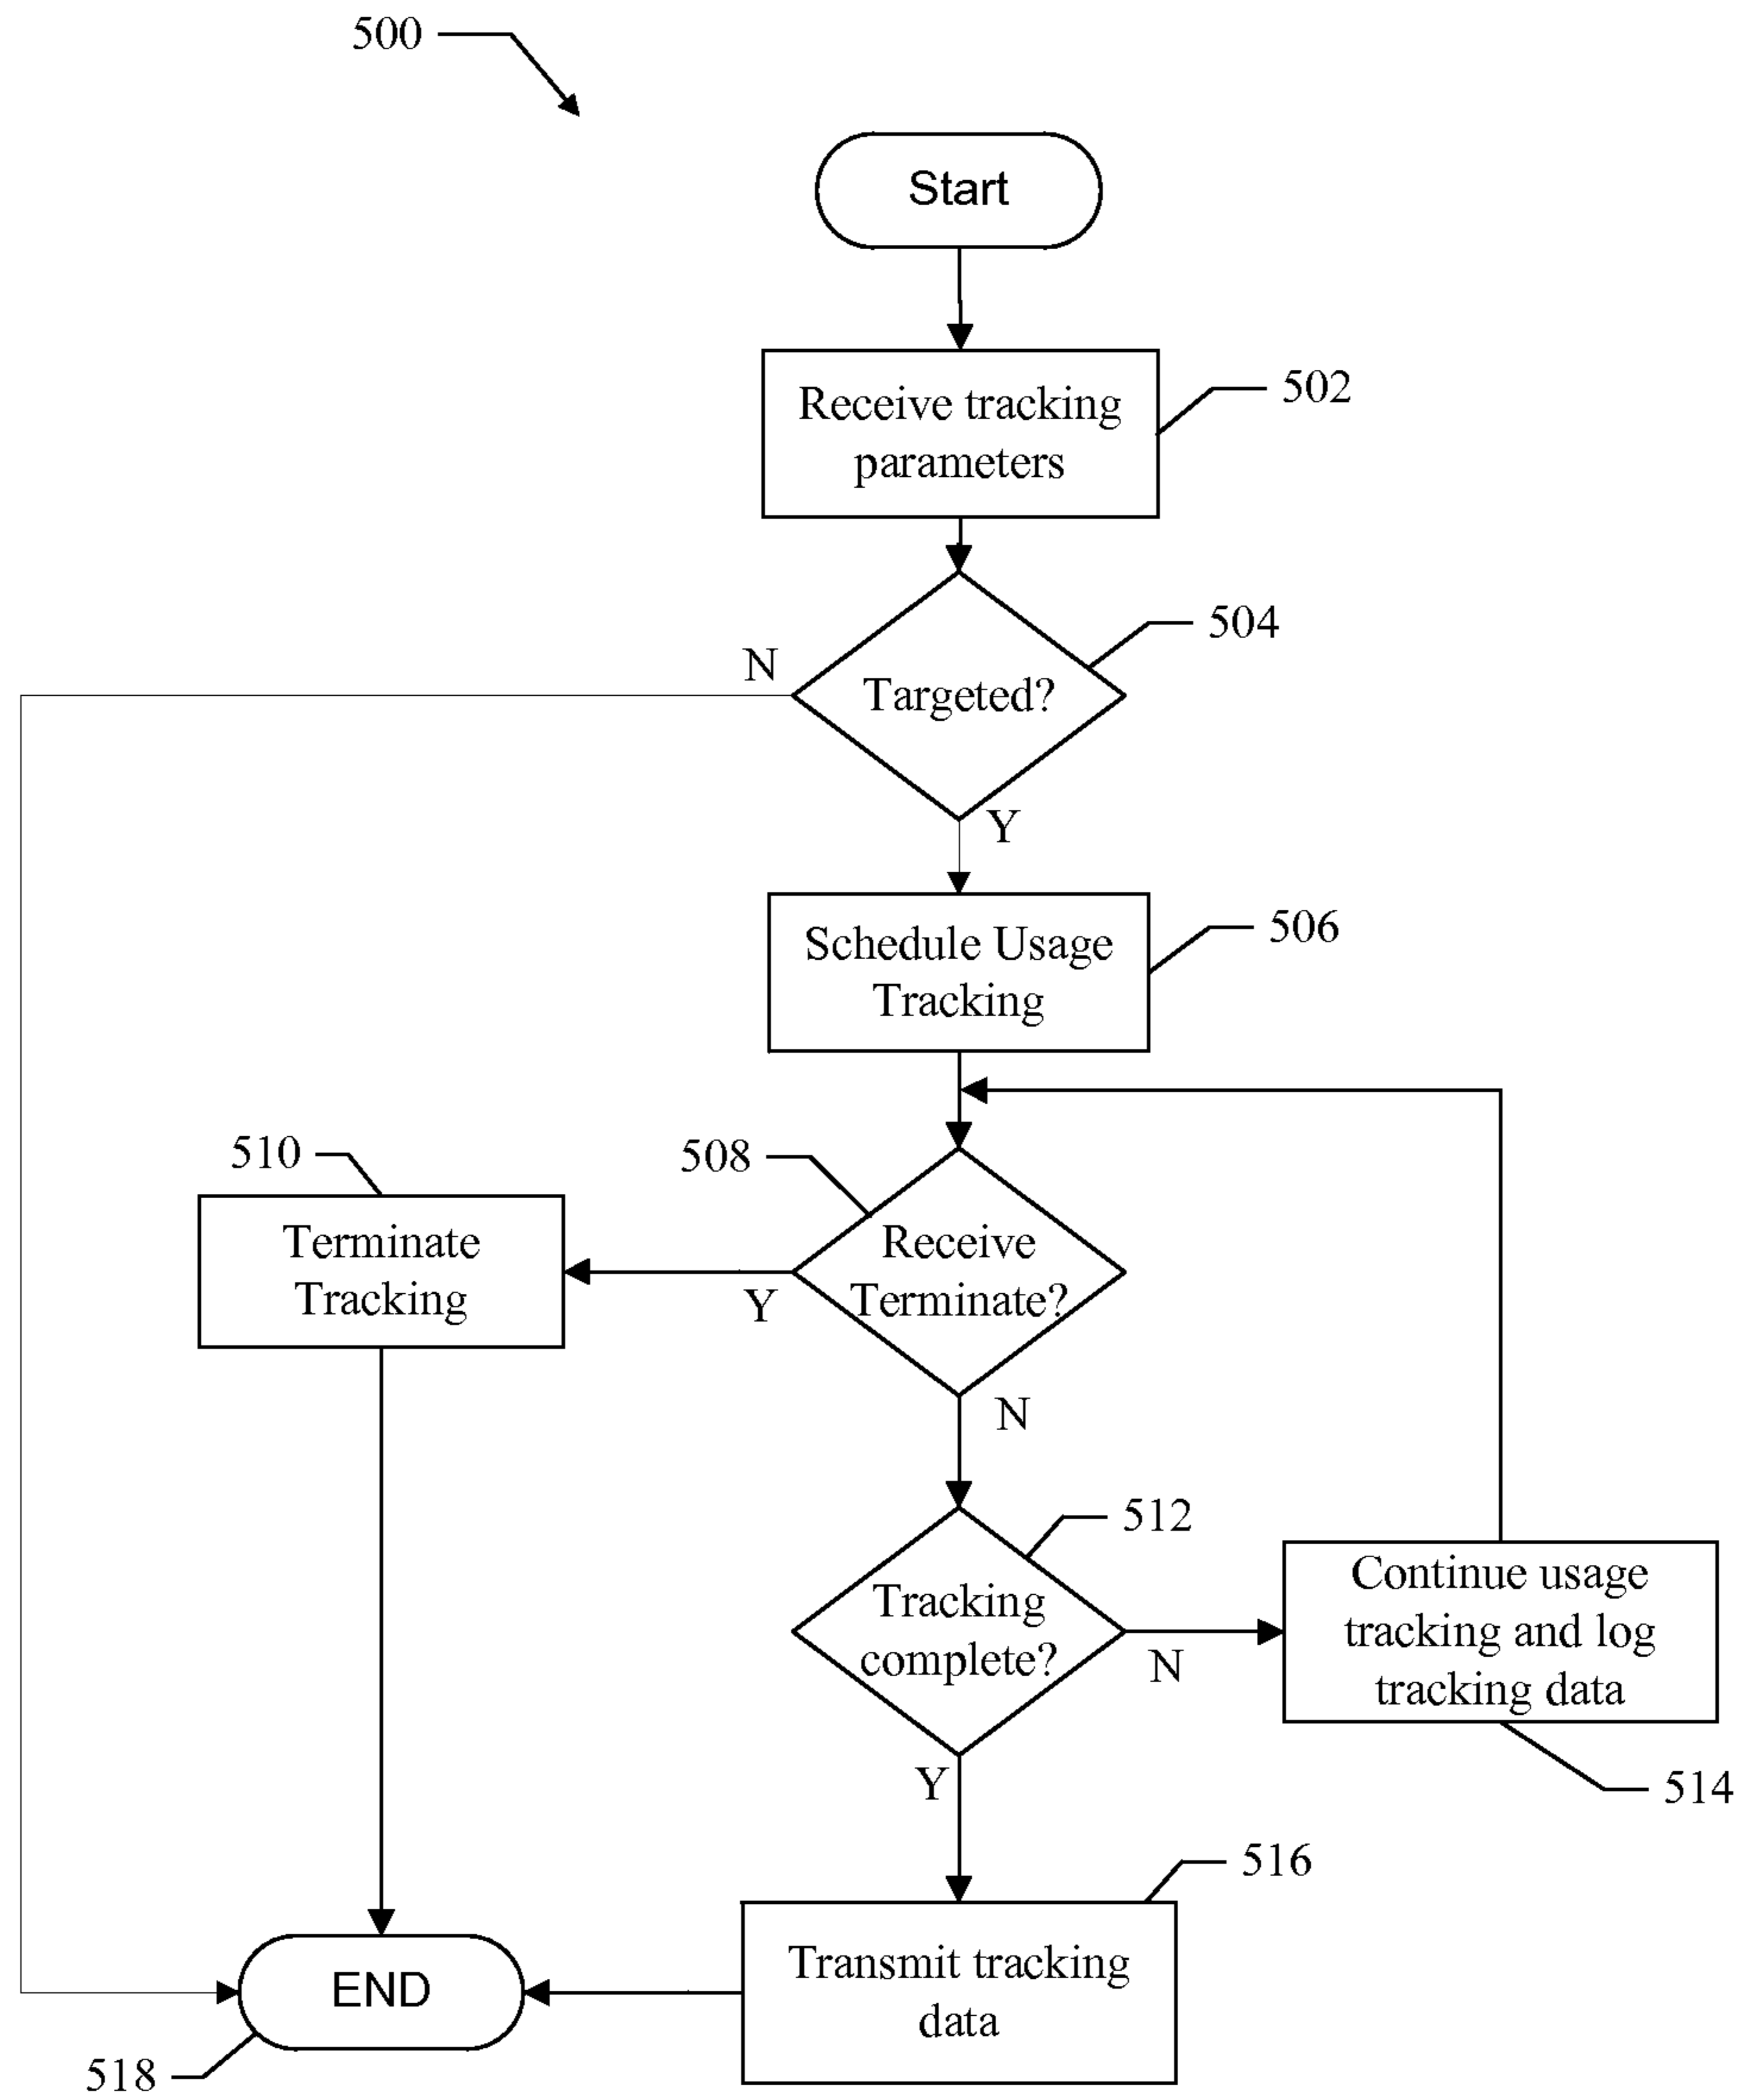 500
Start
Receive tracking
parameters
502
504
N
Targeted?
Y
Schedule Usage
Tracking
506
510
508
Terminate
Tracking
Receive
Terminate?
Y
N
512
Tracking
complete?
N
Continue usage
tracking and log
tracking data
Y
514
516
Transmit tracking
data
END
518